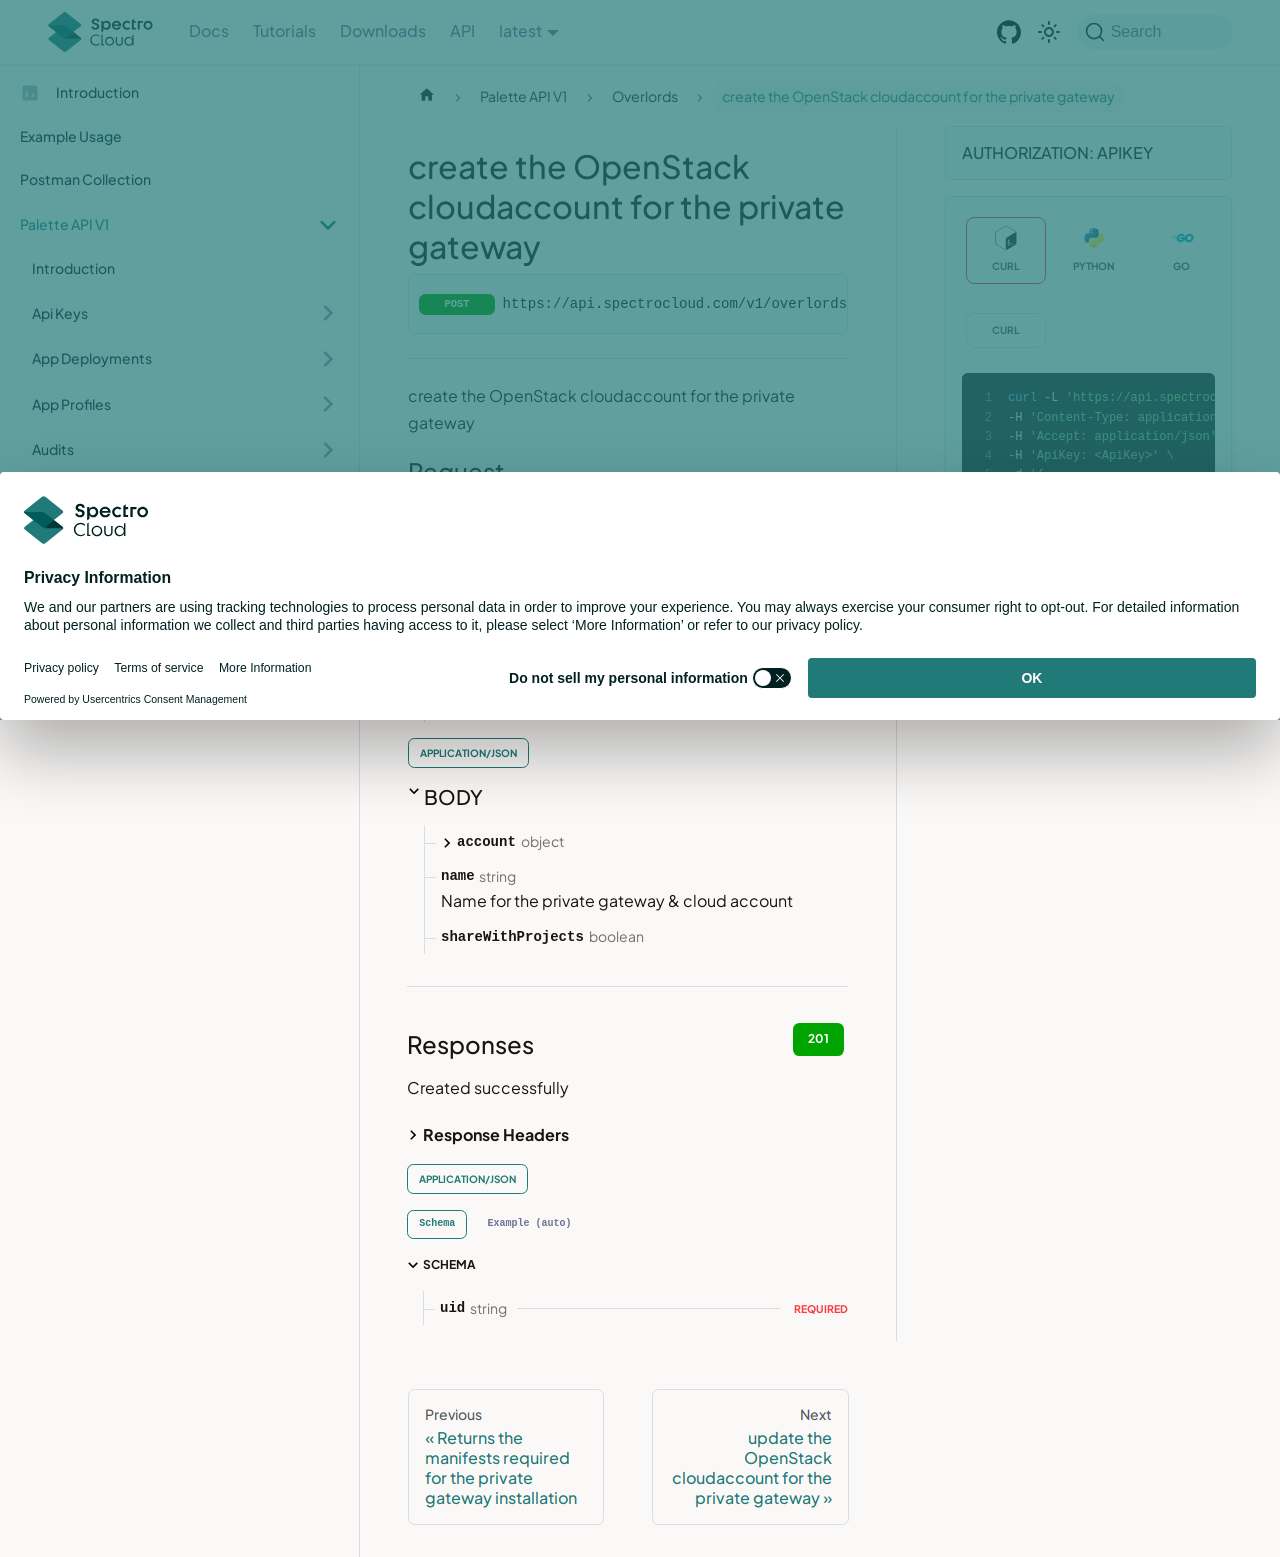 Spectro Cloud
Docs
Tutorials
Downloads
API
latest
Search
Introduction
Example Usage
Postman Collection
Palette API V1
Introduction
Api Keys
App Deployments
App Profiles
Audits
Palette API V1
Overlords
create the OpenStack cloudaccount for the private gateway
create the OpenStack
cloudaccount for the private
gateway
POST
https://api.spectrocloud.com/v1/overlords
create the OpenStack cloudaccount for the private
gateway
Request
AUTHORIZATION: APIKEY
CURL
PYTHON
GO
CURL
1 curl -L 'https://api.spectroc
2 -H 'Content-Type: application
3 -H 'Accept: application/json'
4 -H 'ApiKey: <ApiKey>' \
Spectro
Cloud
Privacy Information
We and our partners are using tracking technologies to process personal data in order to improve your experience. You may always exercise your consumer right to opt-out. For detailed information
about personal information we collect and third parties having access to it, please select ‘More Information’ or refer to our privacy policy.
Privacy policy
Terms of service
More Information
Powered by Usercentrics Consent Management
Do not sell my personal information
OK
APPLICATION/JSON
BODY
account object
name string
Name for the private gateway & cloud account
shareWithProjects boolean
Responses
201
Created successfully
Response Headers
APPLICATION/JSON
Schema
Example (auto)
SCHEMA
uid string
REQUIRED
Previous
« Returns the
manifests required
for the private
gateway installation
Next
update the
OpenStack
cloudaccount for the
private gateway »